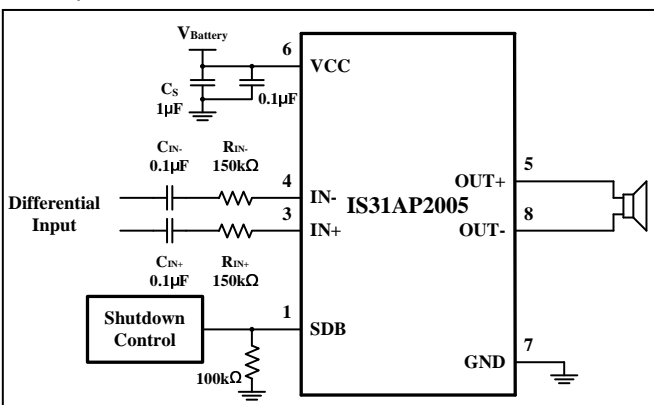 VBattery
6
VCC
CS
1µF
0.1µF
CIN-
0.1µF
RIN-
150kΩ
4
IN-
Differential
Input
3
IN+
CIN+
0.1µF
RIN+
150kΩ
IS31AP2005
OUT+
5
OUT-
8
Shutdown
Control
1
SDB
100kΩ
GND
7